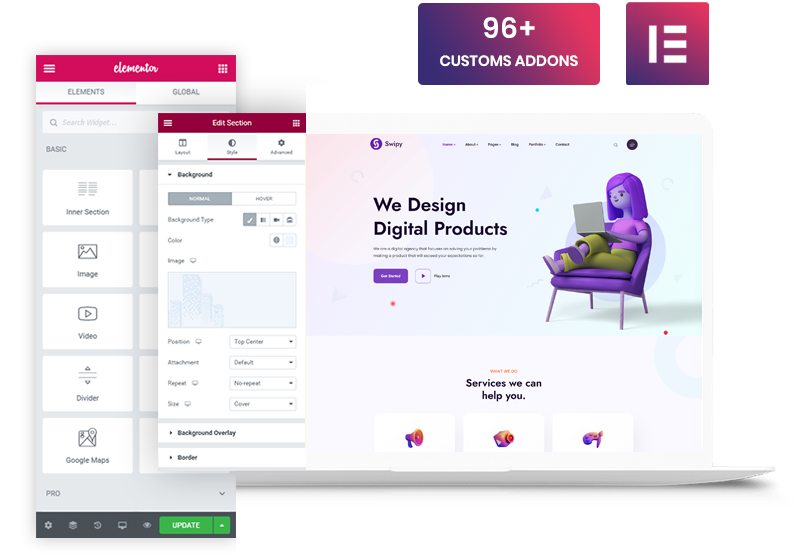 96+
CUSTOMS ADDONS
elementor
ELEMENTS
GLOBAL
Search Widget...
BASIC
Inner Section
Image
Video
Divider
Google Maps
PRO
UPDATE
Edit Section
Layout
Style
Advanced
Background
NORMAL
HOVER
Background Type
Color
Image
Position
Top Center
Attachment
Default
Repeat
No-repeat
Size
Cover
Background Overlay
Border
Swipy
Home
About
Pages
Blog
Portfolio
Contact
We Design
Digital Products
We are a digital agency that focuses on solving your problems by
making a product that will exceed your expectations so far.
Get Started
Play Intro
WHAT WE DO
Services we can
help you.